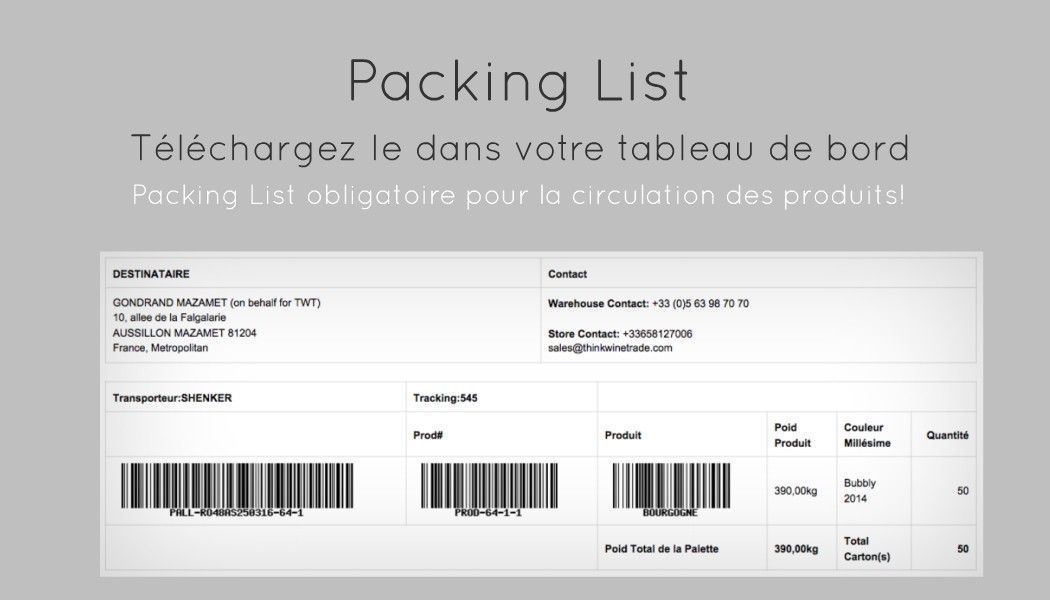 Packing List
Téléchargez le dans votre tableau de bord
Packing List obligatoire pour la circulation des produits!
DESTINATAIRE
Contact
GONDRAND MAZAMET (on behalf for TWT)
10, allee de la Falgalarie
AUSSILLON MAZAMET 81204
France, Metropolitan
Warehouse Contact: +33 (0)5 63 98 70 70
Store Contact: +33658127006
sales@thinkwinetrade.com
Transporteur:SHENKER
Tracking:545
Prod#
Produit
Poid
Produit
Couleur
Millésime
Quantité
PALL-RO48AS250316-64-1
PROD-64-1-1
BOURGOGNE
390,00kg
Bubbly
2014
50
Poid Total de la Palette
390,00kg
Total
Carton(s)
50